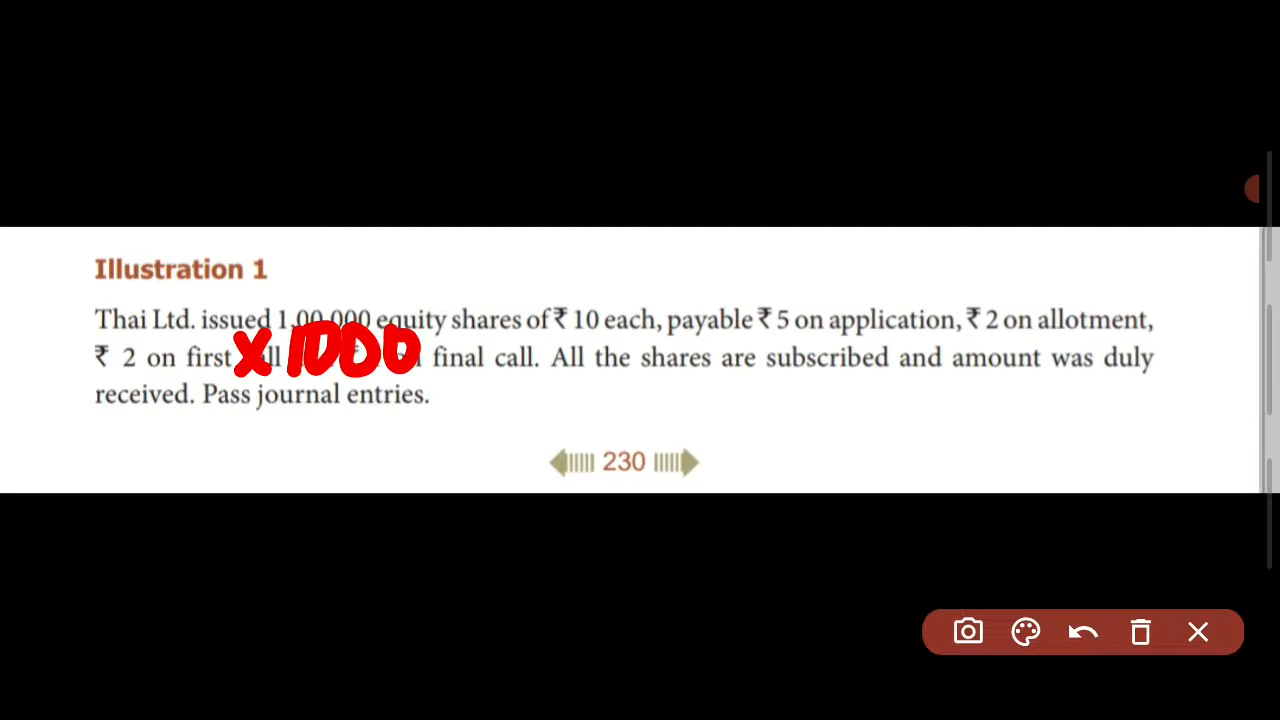 Illustration 1
Thai Ltd. issued 1,00,000 equity shares of ₹ 10 each, payable ₹ 5 on application, ₹ 2 on allotment,
₹ 2 on first final call. All the shares are subscribed and amount was duly
X 1000
received. Pass journal entries.
230